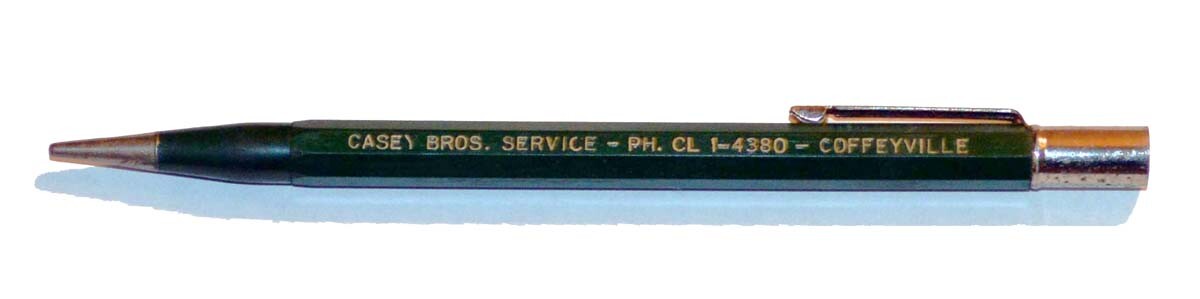 CASEY BROS. SERVICE - PH. CL 1-4380 - COFFEYVILLE